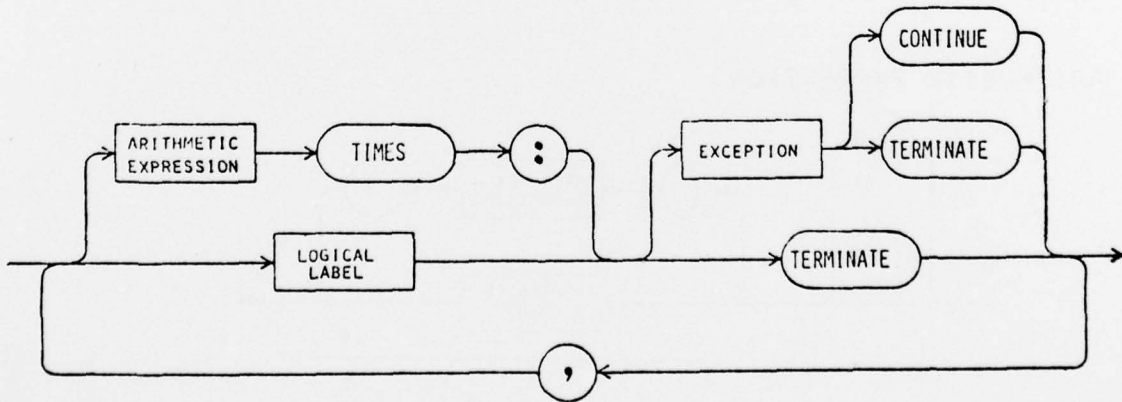 CONTINUE
ARITHMETIC
EXPRESSION
TIMES
:
EXCEPTION
TERMINATE
LOGICAL
LABEL
TERMINATE
,